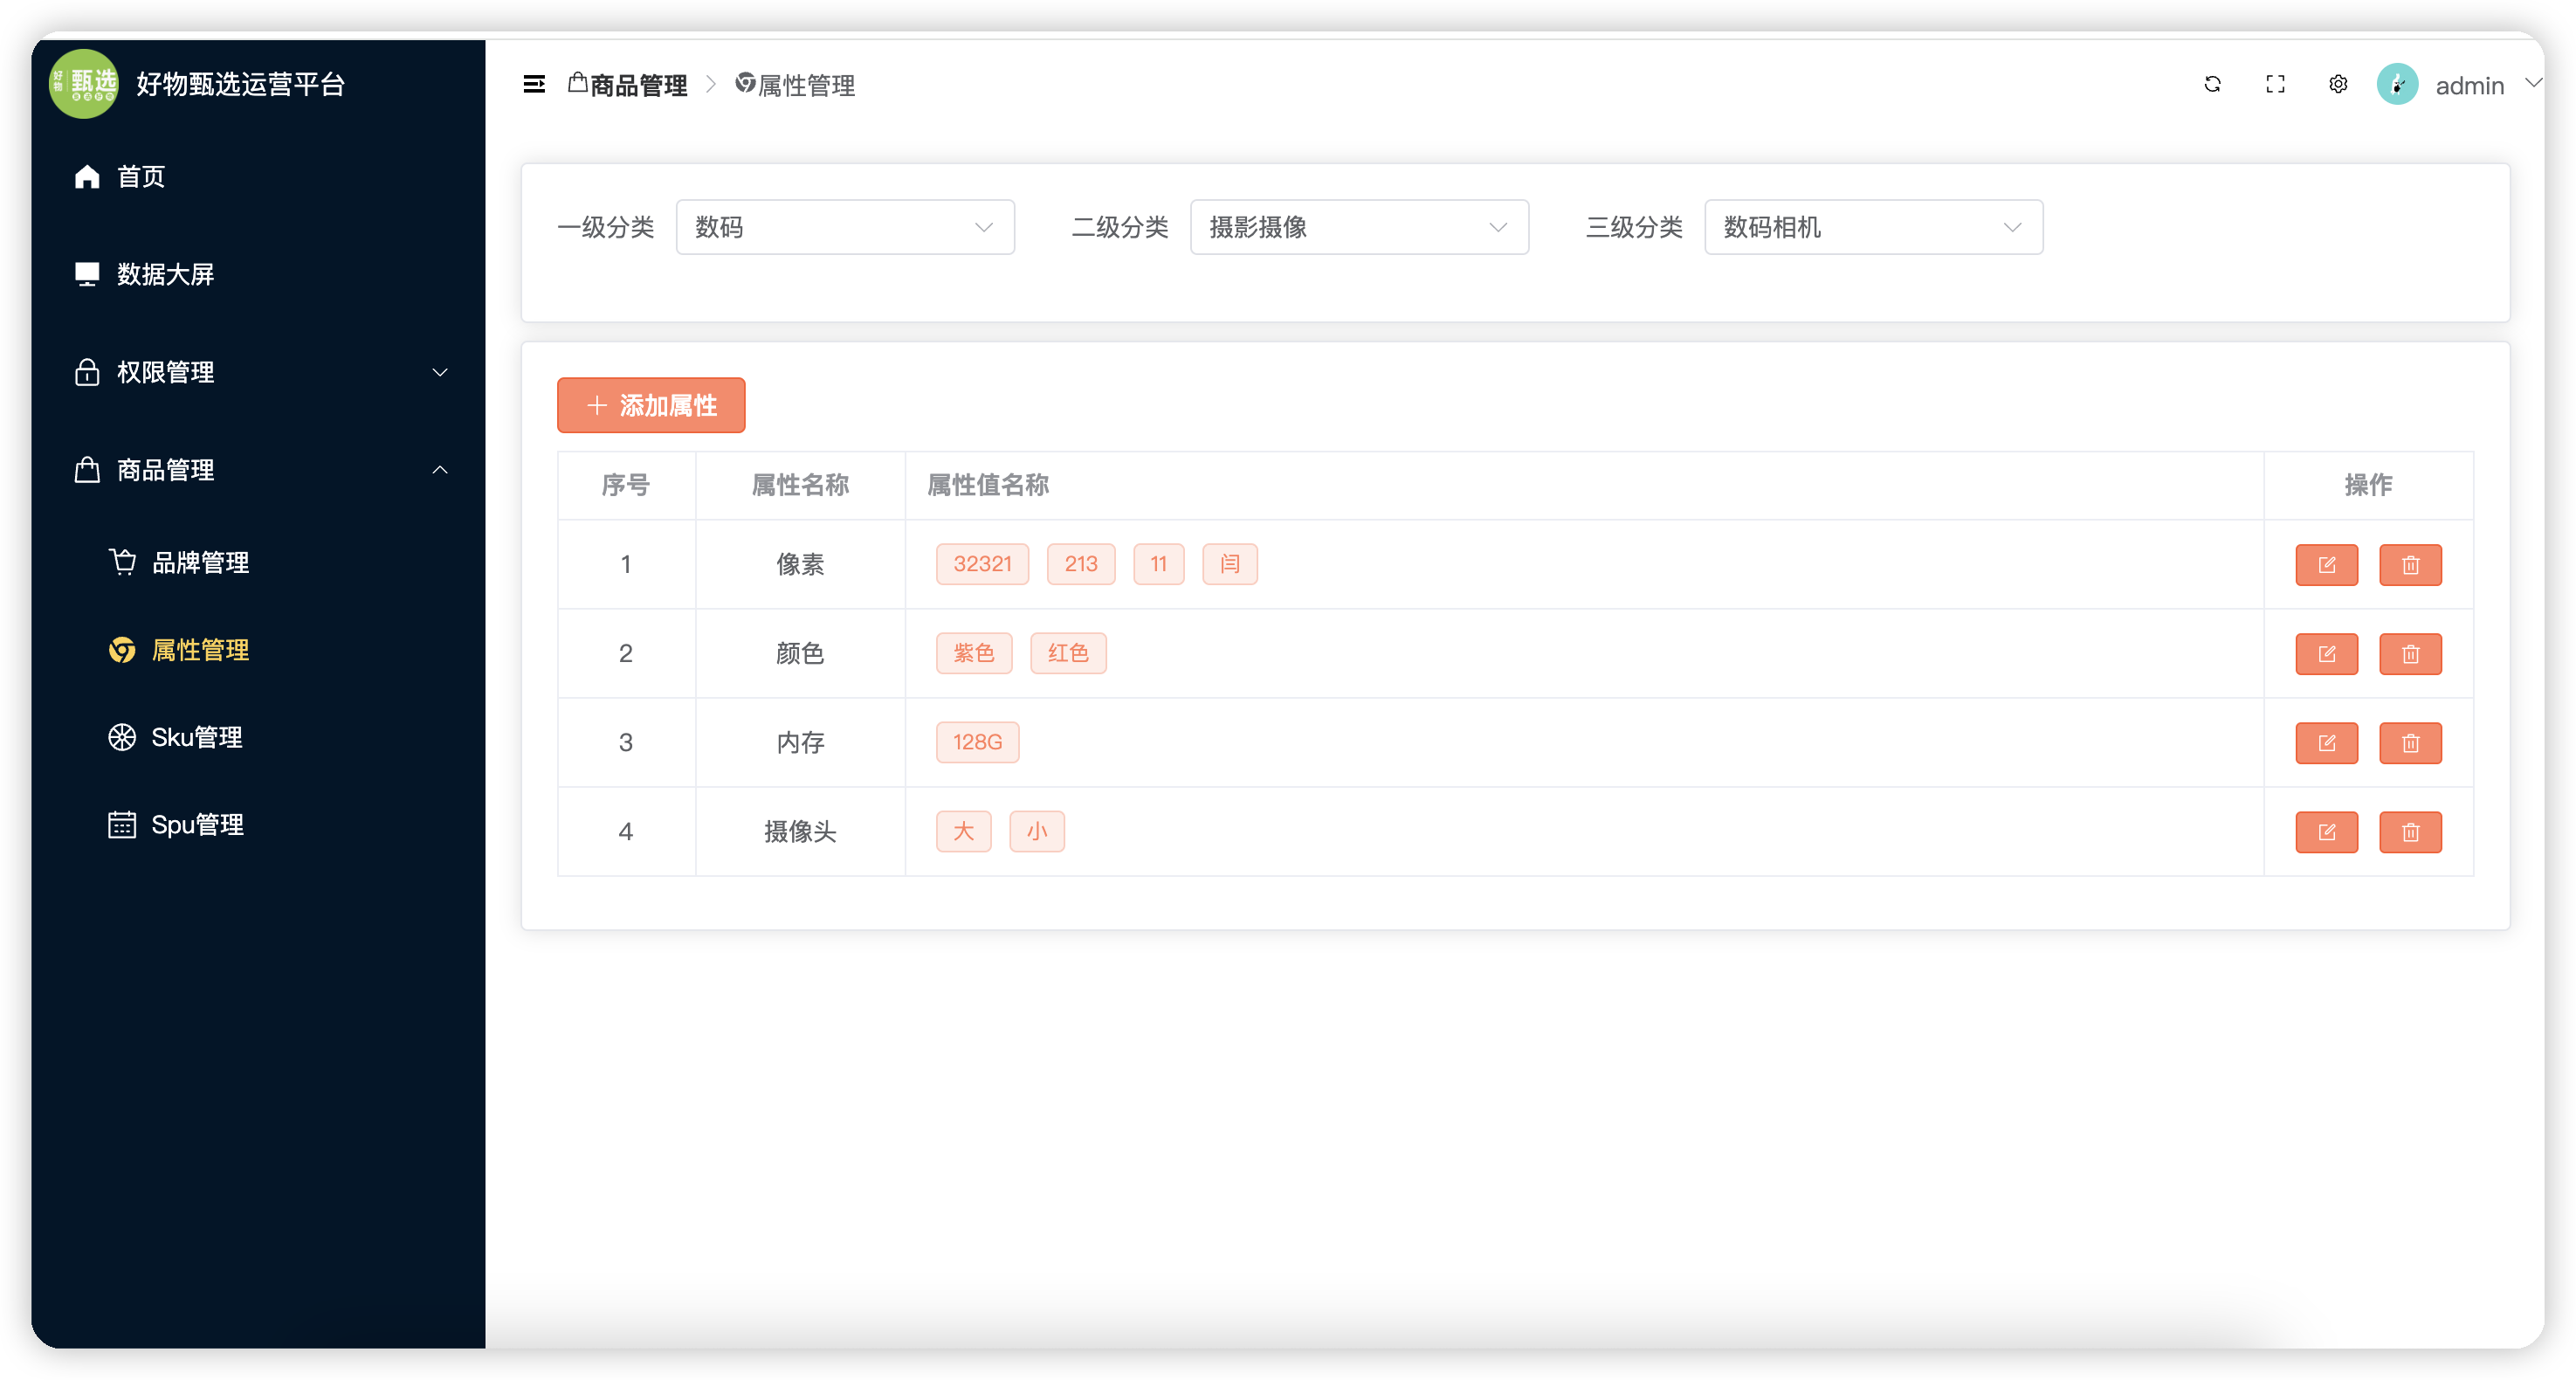 好物 甄选 好物甄选运营平台
首页
数据大屏
权限管理
商品管理
品牌管理
属性管理
Sku管理
Spu管理
商品管理 属性管理
admin
一级分类 数码 二级分类 摄影摄像 三级分类 数码相机
添加属性
序号 属性名称 属性值名称 操作
1 像素 32321 213 11 闫
2 颜色 紫色 红色
3 内存 128G
4 摄像头 大 小